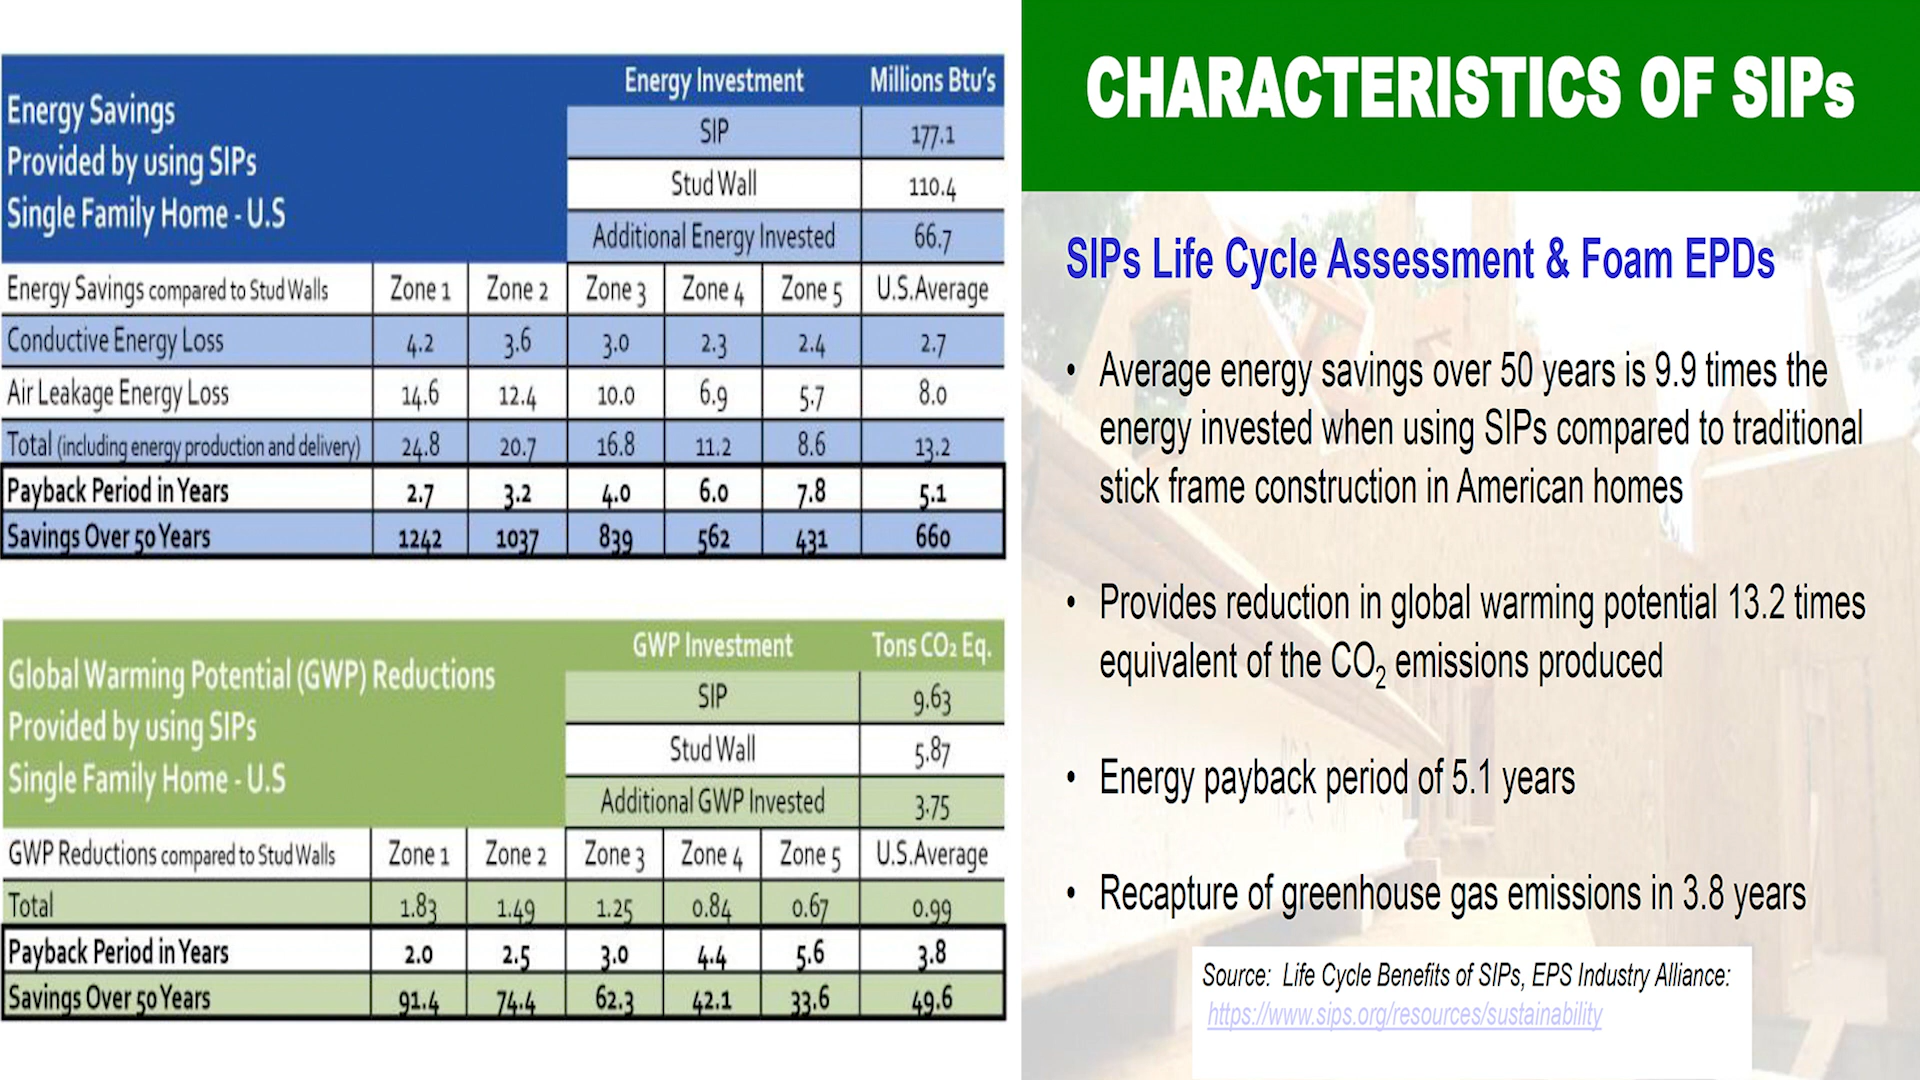 Energy Savings
Provided by using SIPs
Single Family Home - U.S
Energy Investment Millions Btu's
SIP 177.1
Stud Wall 110.4
Additional Energy Invested 66.7
Energy Savings compared to Stud Walls Zone 1 Zone 2 Zone 3 Zone 4 Zone 5 U.S.Average
Conductive Energy Loss 4.2 3.6 3.0 2.3 2.4 2.7
Air Leakage Energy Loss 14.6 12.4 10.0 6.9 5.7 8.0
Total (including energy production and delivery) 24.8 20.7 16.8 11.2 8.6 13.2
Payback Period in Years 2.7 3.2 4.0 6.0 7.8 5.1
Savings Over 50 Years 1242 1037 839 562 431 660
Global Warming Potential (GWP) Reductions
Provided by using SIPs
Single Family Home - U.S
GWP Investment Tons CO₂ Eq.
SIP 9.63
Stud Wall 5.87
Additional GWP Invested 3.75
GWP Reductions compared to Stud Walls Zone 1 Zone 2 Zone 3 Zone 4 Zone 5 U.S.Average
Total 1.83 1.49 1.25 0.84 0.67 0.99
Payback Period in Years 2.0 2.5 3.0 4.4 5.6 3.8
Savings Over 50 Years 91.4 74.4 62.3 42.1 33.6 49.6
CHARACTERISTICS OF SIPs
SIPs Life Cycle Assessment & Foam EPDs
• Average energy savings over 50 years is 9.9 times the
energy invested when using SIPs compared to traditional
stick frame construction in American homes
• Provides reduction in global warming potential 13.2 times
equivalent of the CO₂ emissions produced
• Energy payback period of 5.1 years
• Recapture of greenhouse gas emissions in 3.8 years
Source: Life Cycle Benefits of SIPs, EPS Industry Alliance:
https://www.sips.org/resources/sustainability